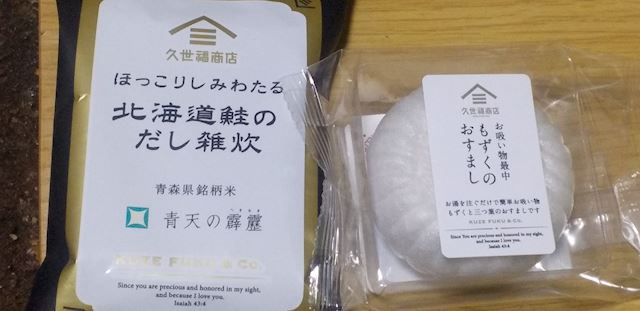 久世福商店
ほっこりしみわたる
北海道鮭の
だし雑炊
青森県銘柄米
へきれき
青天の霹靂
KUZE FUKU & Co.
Since you are precious and honored in my sight,
and because I love you.
Isaiah 43:4
久世福商店
お吸い物最中
もずくの
おすまし
お湯を注ぐだけで簡単お吸い物
もずくと三つ葉のおすましです
KUZE FUKU & CO.
Since You are precious and honored in my sight,
and because I love you.
Isaiah 43:4